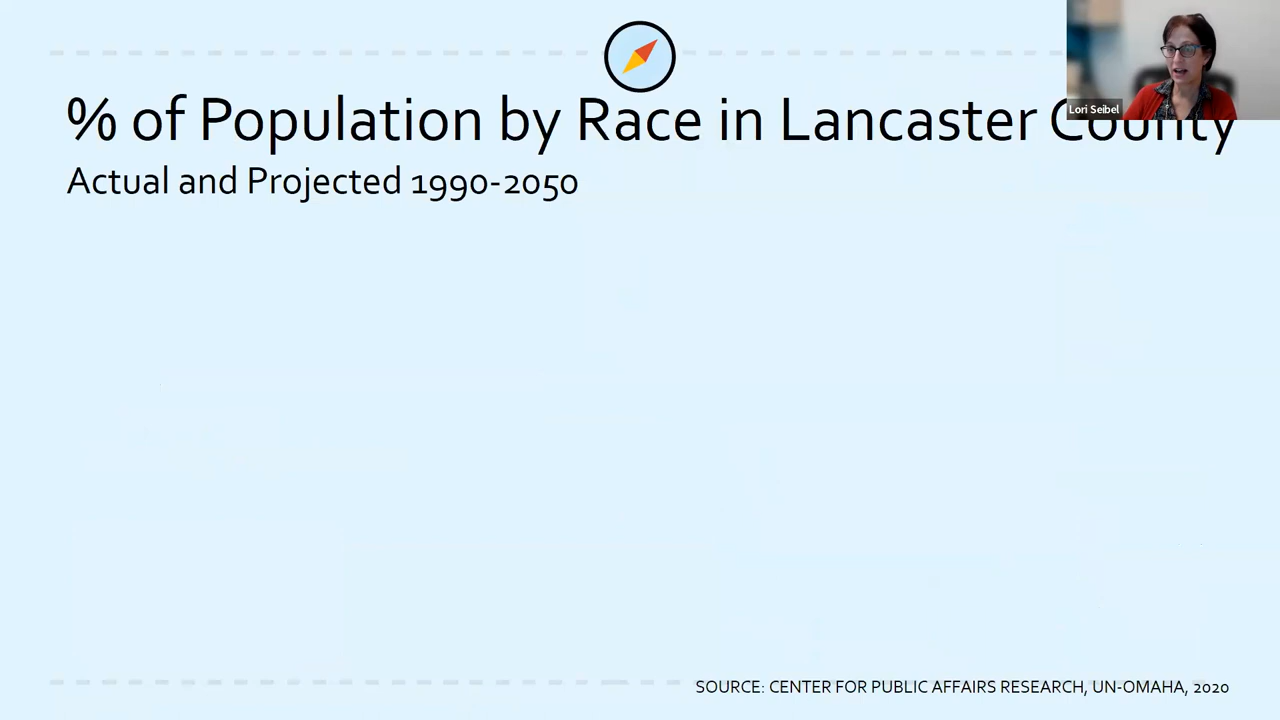 % of Population by Race in Lancaster County
Actual and Projected 1990-2050
Lori Seibel
SOURCE: CENTER FOR PUBLIC AFFAIRS RESEARCH, UN-OMAHA, 2020